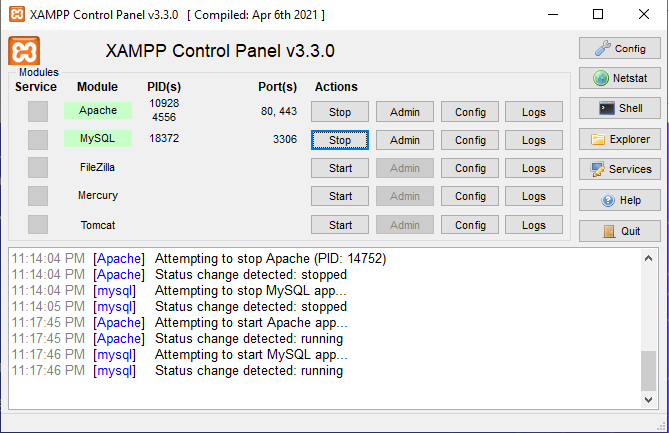 XAMPP Control Panel v3.3.0 [ Compiled: Apr 6th 2021 ]
XAMPP Control Panel v3.3.0
Config
Modules
Service Module PID(s) Port(s) Actions
Netstat
Apache 10928 4556 80, 443 Stop Admin Config Logs
Shell
MySQL 18372 3306 Stop Admin Config Logs
Explorer
FileZilla Start Admin Config Logs
Services
Mercury Start Admin Config Logs
Help
Tomcat Start Admin Config Logs
Quit
11:14:04 PM [Apache] Attempting to stop Apache (PID: 14752)
11:14:04 PM [Apache] Status change detected: stopped
11:14:04 PM [mysql] Attempting to stop MySQL app...
11:14:05 PM [mysql] Status change detected: stopped
11:17:45 PM [Apache] Attempting to start Apache app...
11:17:45 PM [Apache] Status change detected: running
11:17:46 PM [mysql] Attempting to start MySQL app...
11:17:46 PM [mysql] Status change detected: running